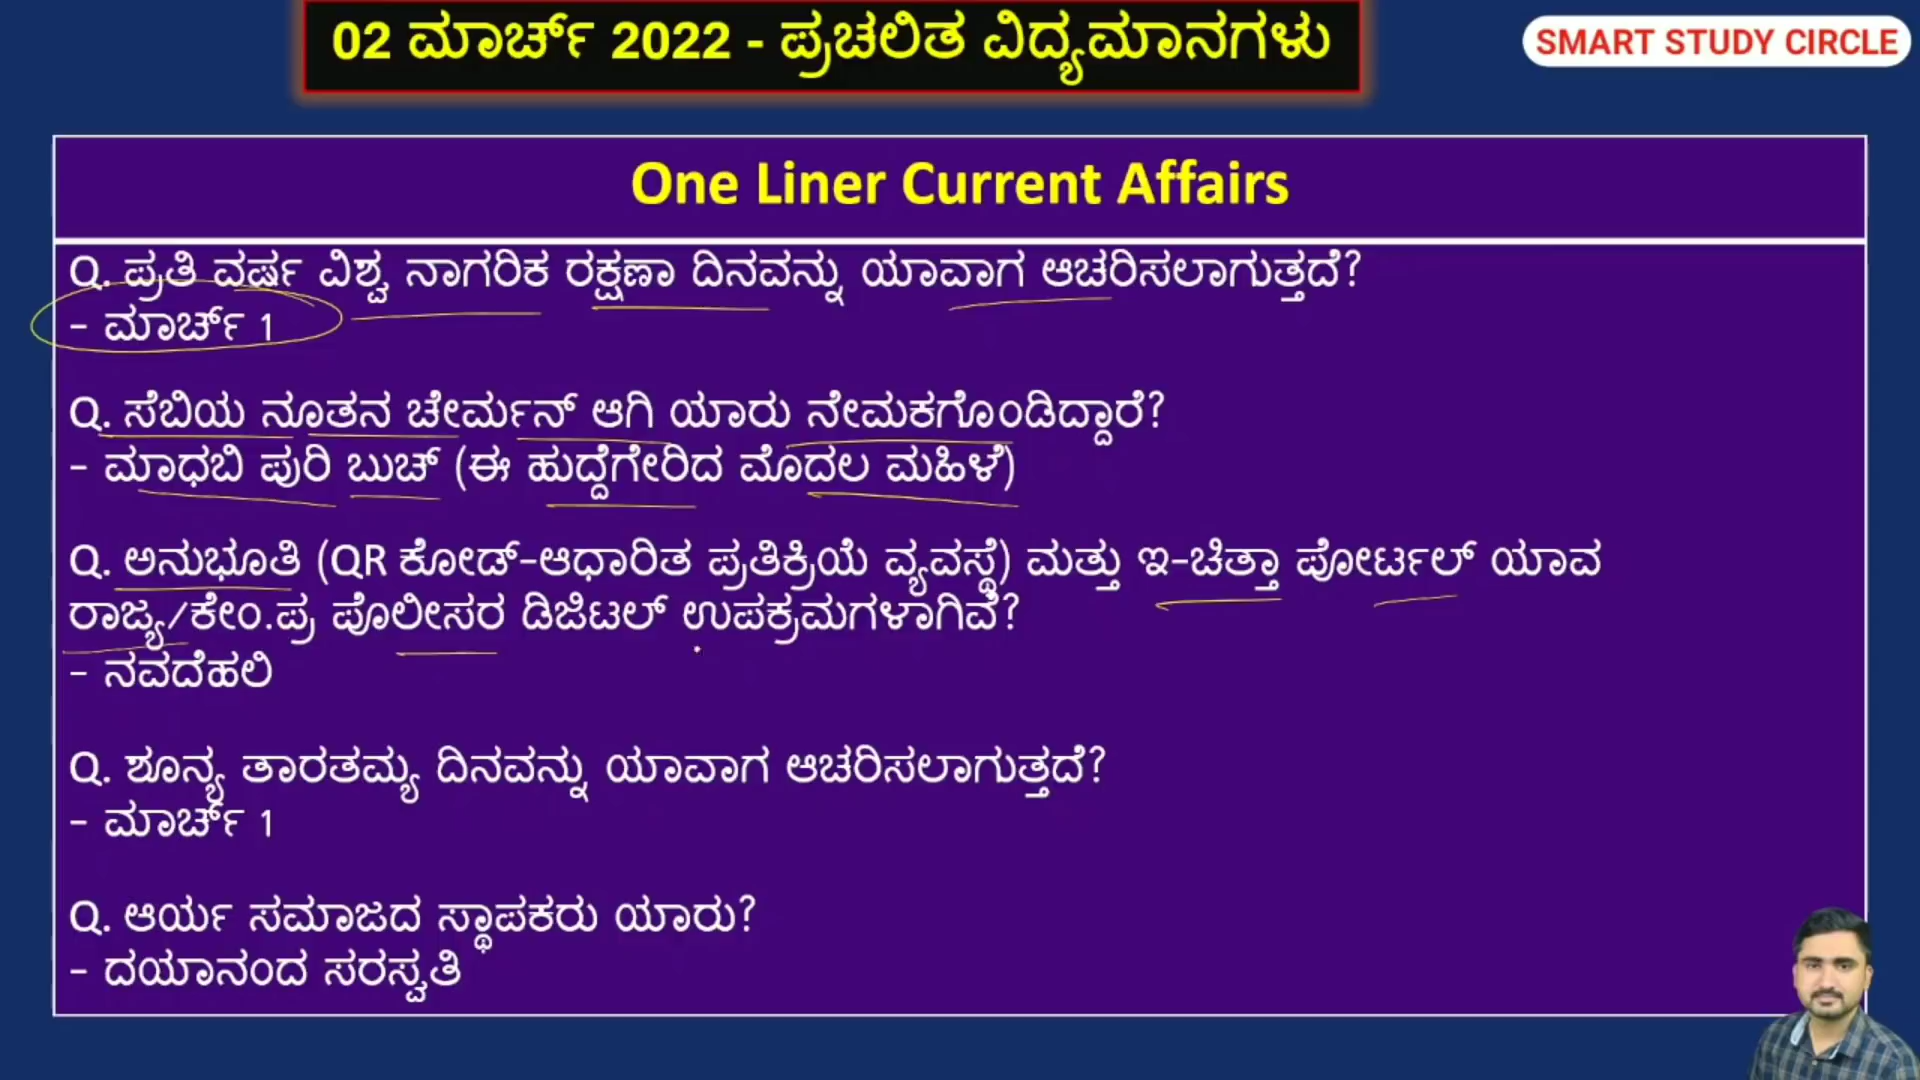 02 ಮಾರ್ಚ್ 2022 - ಪ್ರಚಲಿತ ವಿದ್ಯಮಾನಗಳು
SMART STUDY CIRCLE
One Liner Current Affairs
Q. ಪ್ರತಿ ವರ್ಷ ವಿಶ್ವ ನಾಗರಿಕ ರಕ್ಷಣಾ ದಿನವನ್ನು ಯಾವಾಗ ಆಚರಿಸಲಾಗುತ್ತದೆ?
- ಮಾರ್ಚ್ 1
Q. ಸೆಬಿಯ ನೂತನ ಚೇರ್ಮನ್ ಆಗಿ ಯಾರು ನೇಮಕಗೊಂಡಿದ್ದಾರೆ?
- ಮಾಧಬಿ ಪುರಿ ಬುಚ್ (ಈ ಹುದ್ದೆಗೇರಿದ ಮೊದಲ ಮಹಿಳೆ)
Q. ಅನುಭೂತಿ (QR ಕೋಡ್-ಆಧಾರಿತ ಪ್ರತಿಕ್ರಿಯೆ ವ್ಯವಸ್ಥೆ) ಮತ್ತು ಇ-ಚಿತ್ತಾ ಪೋರ್ಟಲ್ ಯಾವ
ರಾಜ್ಯ/ಕೇಂ.ಪ್ರ ಪೊಲೀಸರ ಡಿಜಿಟಲ್ ಉಪಕ್ರಮಗಳಾಗಿವೆ?
- ನವದೆಹಲಿ
Q. ಶೂನ್ಯ ತಾರತಮ್ಯ ದಿನವನ್ನು ಯಾವಾಗ ಆಚರಿಸಲಾಗುತ್ತದೆ?
- ಮಾರ್ಚ್ 1
Q. ಆರ್ಯ ಸಮಾಜದ ಸ್ಥಾಪಕರು ಯಾರು?
- ದಯಾನಂದ ಸರಸ್ವತಿ